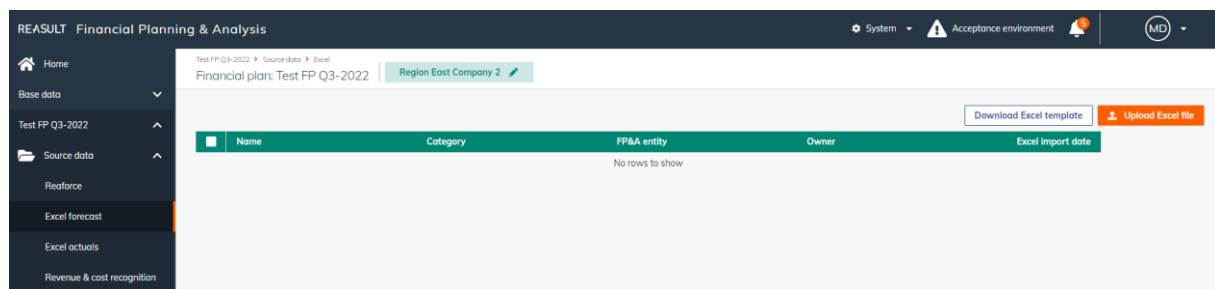 REASULT Financial Planning & Analysis
System
Acceptance environment
5
MD
Home
Base data
Test FP Q3-2022
Source data
Reaforce
Excel forecast
Excel actuals
Revenue & cost recognition
Test FP Q3-2022 > Source data > Excel
Financial plan: Test FP Q3-2022
Region East Company 2
Download Excel template
Upload Excel file
Name Category FP&A entity Owner Excel import date
No rows to show